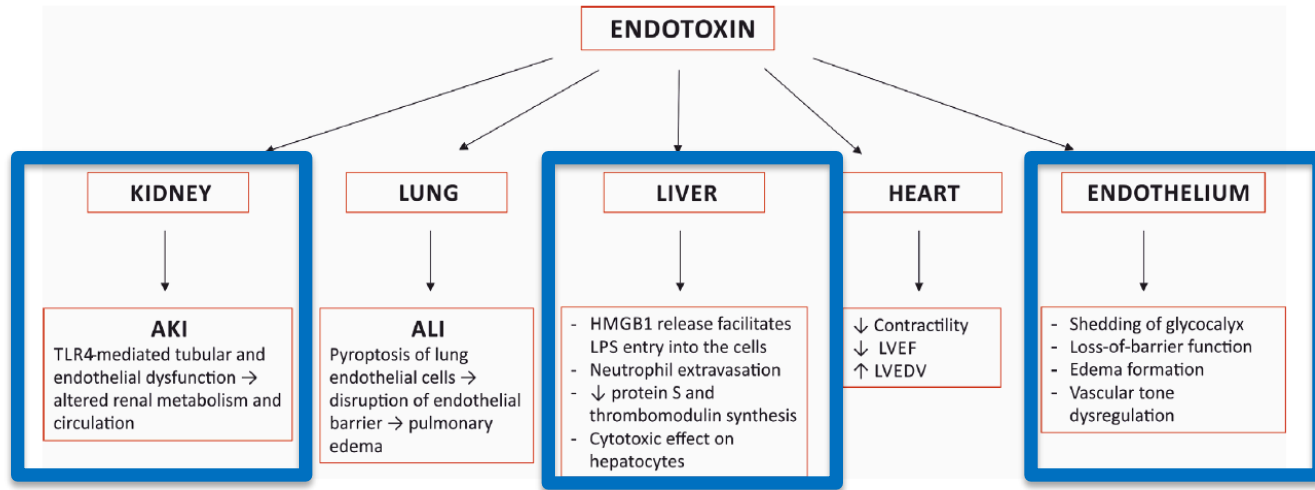 ENDOTOXIN
KIDNEY
LUNG
LIVER
HEART
ENDOTHELIUM
AKI
TLR4-mediated tubular and
endothelial dysfunction →
altered renal metabolism and
circulation
ALI
Pyroptosis of lung
endothelial cells →
disruption of endothelial
barrier → pulmonary
edema
- HMGB1 release facilitates
LPS entry into the cells
- Neutrophil extravasation
- ↓ protein S and
thrombomodulin synthesis
- Cytotoxic effect on
hepatocytes
↓ Contractility
↓ LVEF
↑ LVEDV
- Shedding of glycocalyx
- Loss-of-barrier function
- Edema formation
- Vascular tone
dysregulation